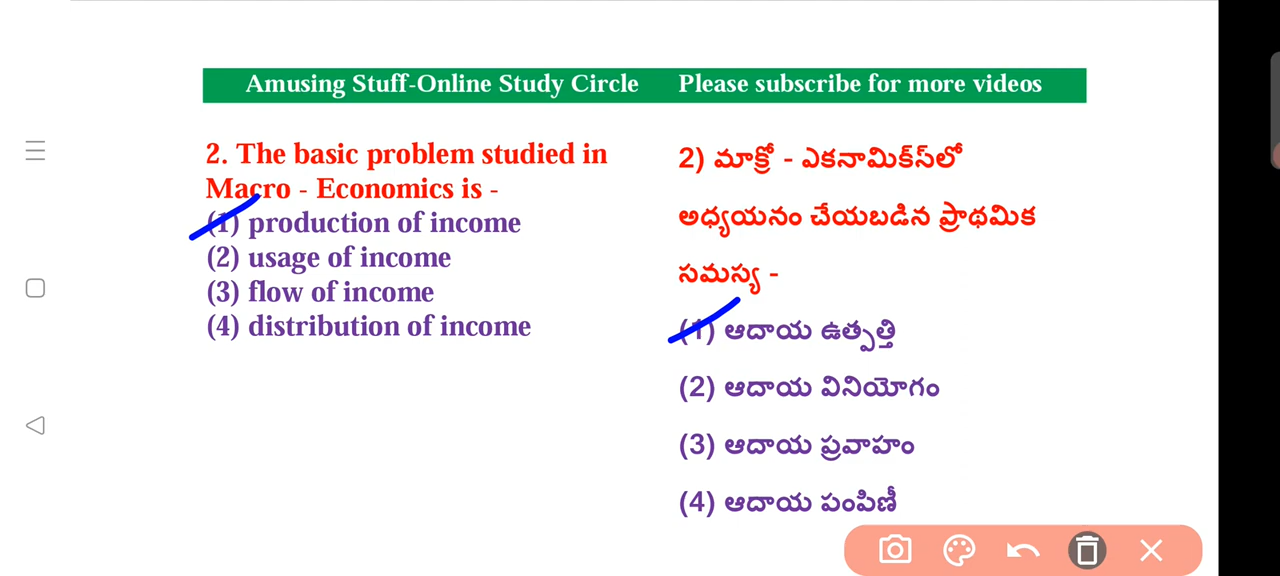 Amusing Stuff-Online Study Circle Please subscribe for more videos
2. The basic problem studied in
Macro - Economics is -
(1) production of income
(2) usage of income
(3) flow of income
(4) distribution of income
2) మాక్రో - ఎకనామిక్స్‌లో
అధ్యయనం చేయబడిన ప్రాథమిక
సమస్య -
(1) ఆదాయ ఉత్పత్తి
(2) ఆదాయ వినియోగం
(3) ఆదాయ ప్రవాహం
(4) ఆదాయ పంపిణీ